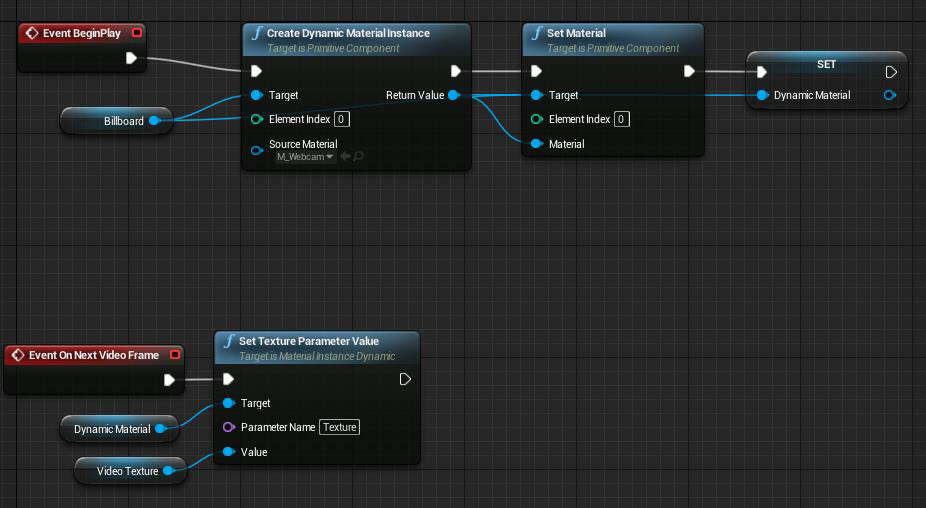 Event BeginPlay
Create Dynamic Material Instance
Target is Primitive Component
Target
Return Value
Element Index 0
Source Material
M_Webcam
Billboard
Set Material
Target is Primitive Component
Target
Element Index 0
Material
SET
Dynamic Material
Event On Next Video Frame
Set Texture Parameter Value
Target is Material Instance Dynamic
Target
Parameter Name Texture
Value
Dynamic Material
Video Texture